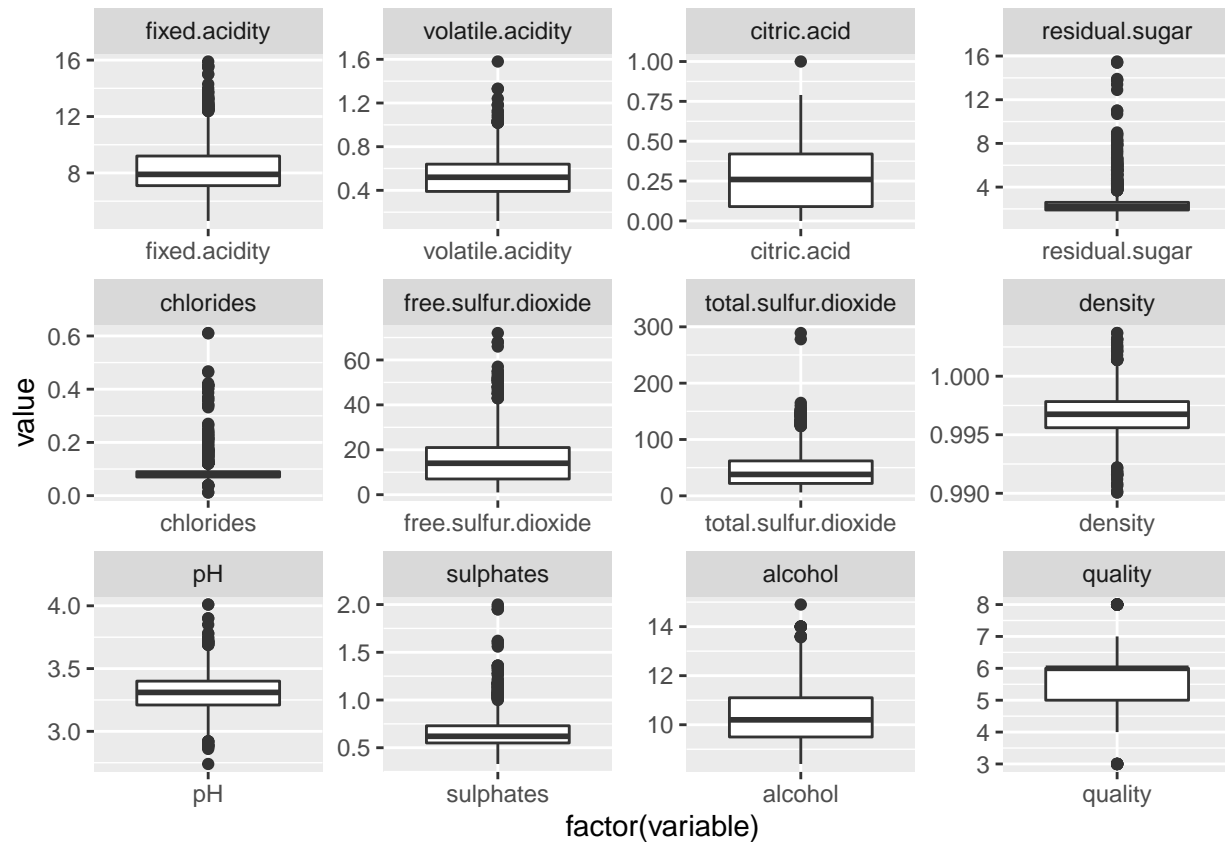 fixed.acidity
volatile.acidity
citric.acid
residual.sugar
16
12
8
1.6
1.2
0.8
0.4
1.00
0.75
0.50
0.25
0.00
16
12
8
4
fixed.acidity
volatile.acidity
citric.acid
residual.sugar
value
chlorides
free.sulfur.dioxide
total.sulfur.dioxide
density
0.6
0.4
0.2
0.0
60
40
20
0
300
200
100
0
1.000
0.995
0.990
chlorides
free.sulfur.dioxide
total.sulfur.dioxide
density
pH
sulphates
alcohol
quality
4.0
3.5
3.0
2.0
1.5
1.0
0.5
14
12
10
8
7
6
5
4
3
pH
sulphates
alcohol
quality
factor(variable)